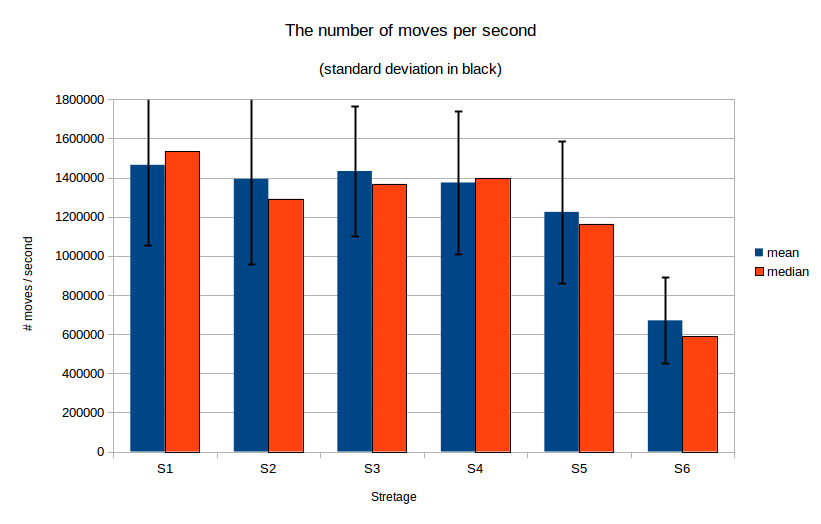 The number of moves per second
(standard deviation in black)
1800000
1600000
1400000
1200000
1000000
800000
600000
400000
200000
0
# moves / second
S1 S2 S3 S4 S5 S6
Stretage
mean
median